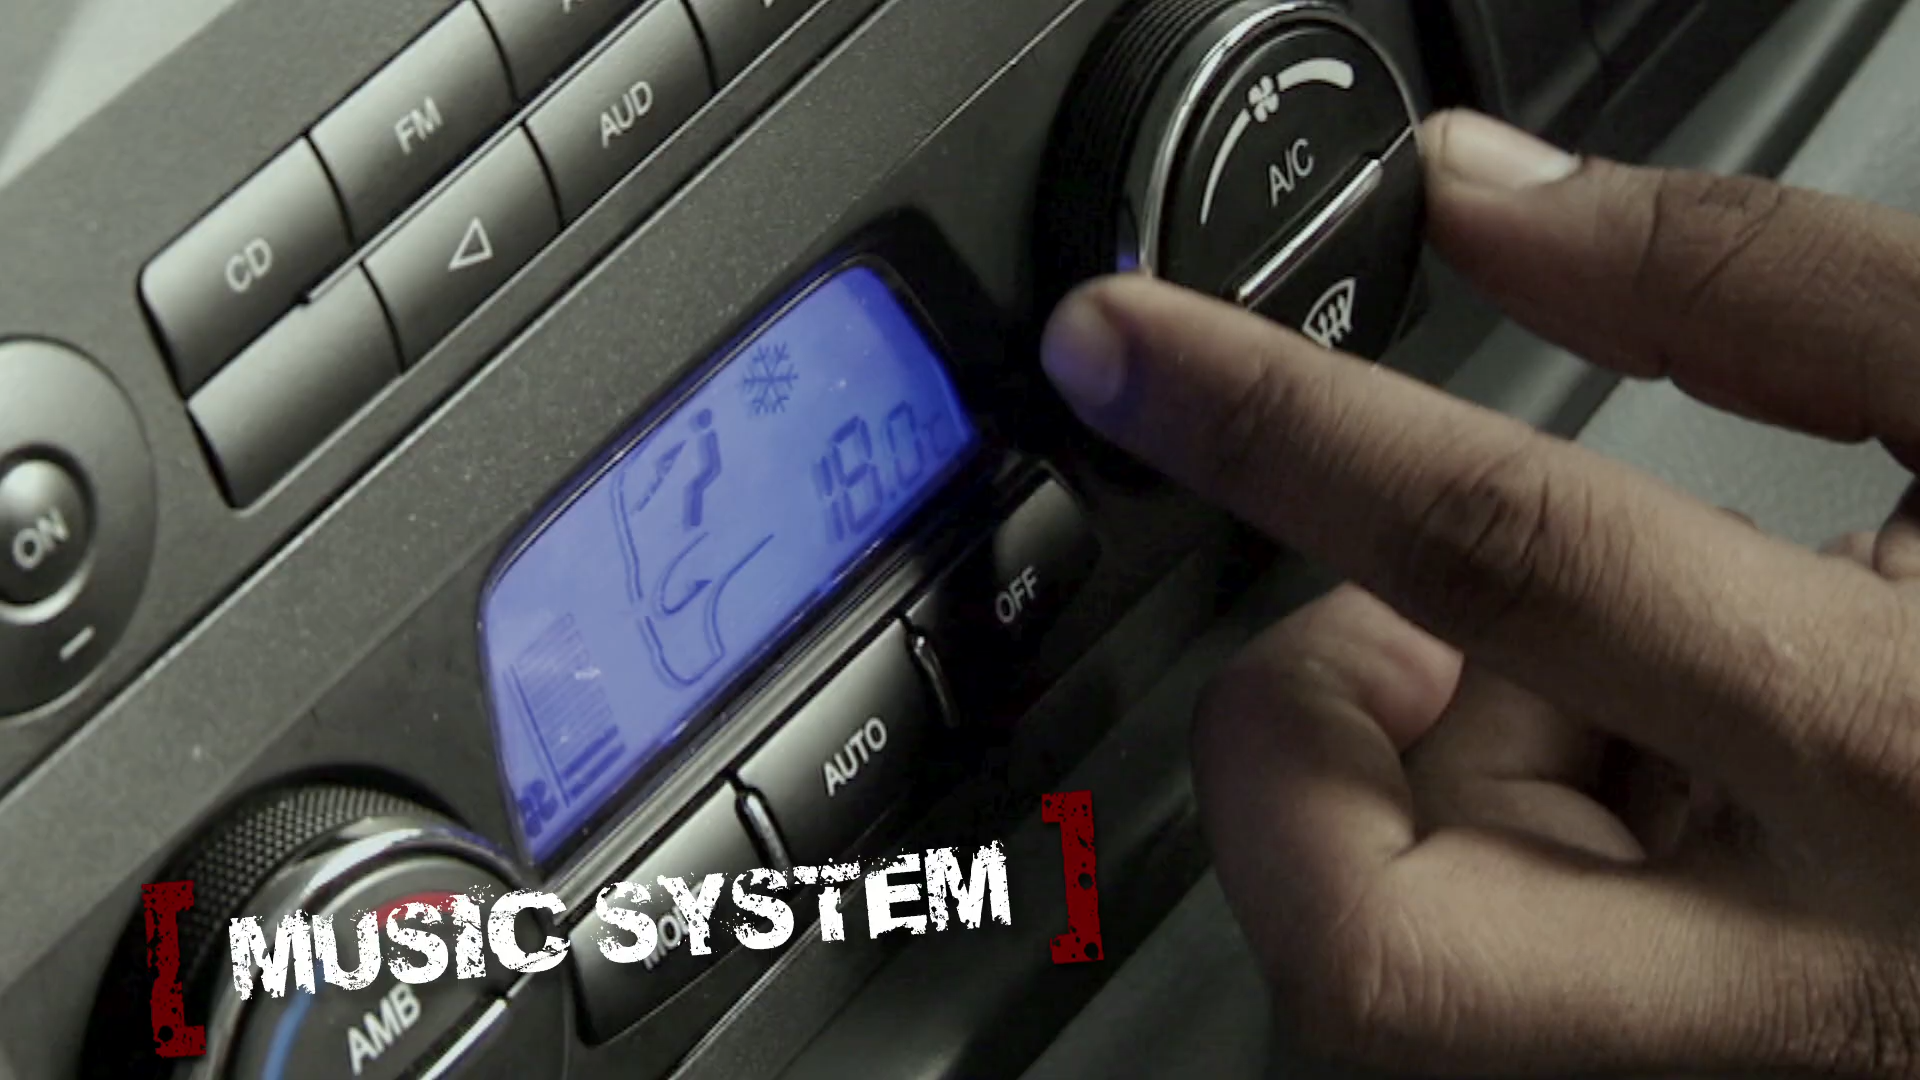 FM
AUD
CD
A/C
ON
18.0
OFF
AUTO
[ MUSIC SYSTEM ]
AMB